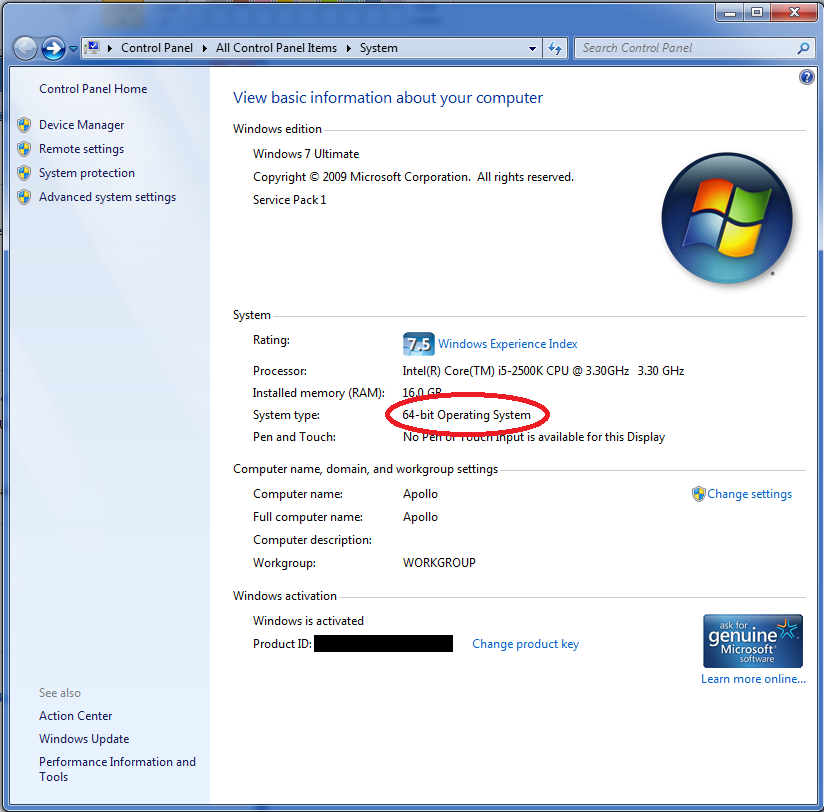 Control Panel
All Control Panel Items
System
Search Control Panel
Control Panel Home
Device Manager
Remote settings
System protection
Advanced system settings
See also
Action Center
Windows Update
Performance Information and
Tools
View basic information about your computer
Windows edition
Windows 7 Ultimate
Copyright © 2009 Microsoft Corporation. All rights reserved.
Service Pack 1
System
Rating: 7.5 Windows Experience Index
Processor: Intel(R) Core(TM) i5-2500K CPU @ 3.30GHz 3.30 GHz
Installed memory (RAM): 16.0 GB
System type: 64-bit Operating System
Pen and Touch: No Pen or Touch Input is available for this Display
Computer name, domain, and workgroup settings
Computer name: Apollo
Change settings
Full computer name: Apollo
Computer description:
Workgroup: WORKGROUP
Windows activation
Windows is activated
Product ID: Change product key
ask for
genuine
Microsoft
software
Learn more online...